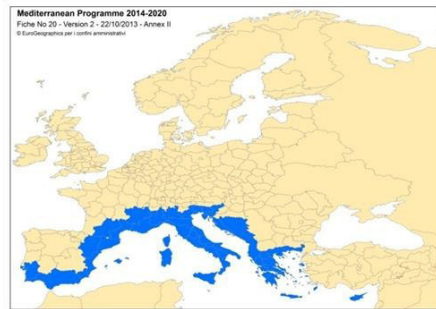 Mediterranean Programme 2014-2020
Fiche No 20 - Version 2 - 22/10/2013 - Annex II
© EuroGeographics per i confini amministrativi